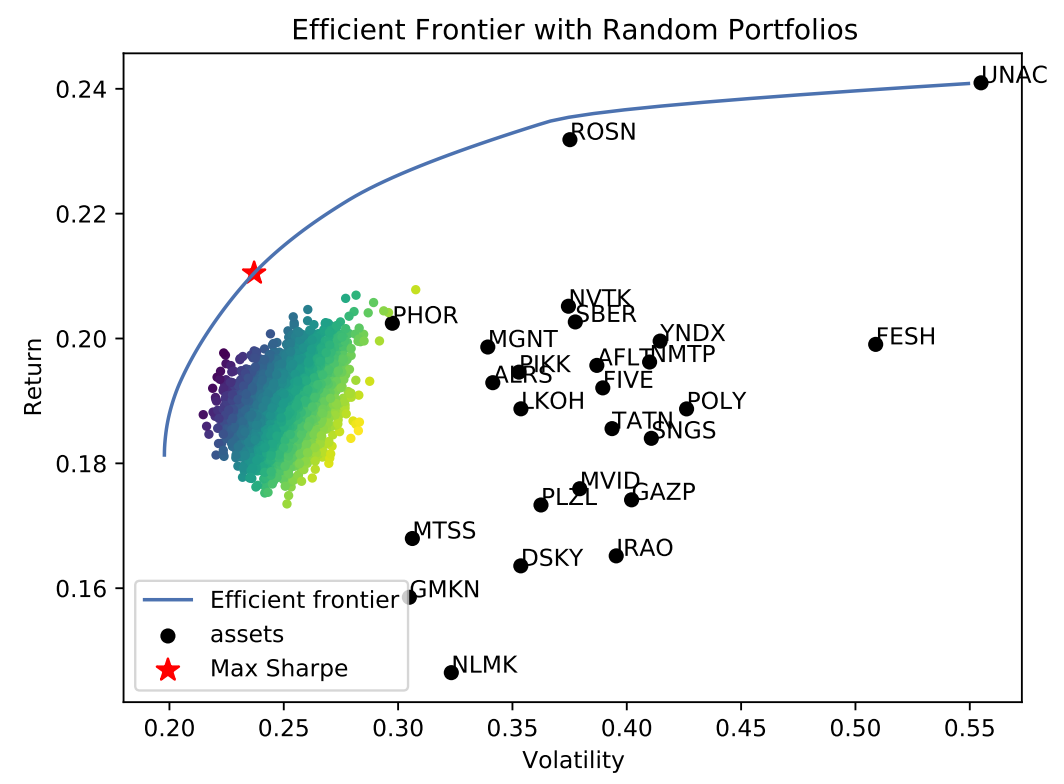 Efficient Frontier with Random Portfolios
Return
0.24
0.22
0.20
0.18
0.16
UNAC
ROSN
NVTK
SBER
PHOR
YNDX
FESH
MGNT
NMTP
AFLT
PIKK
ALRS
FIVE
LKOH
POLY
TATN
SNGS
MVID
GAZP
PLZL
MTSS
IRAO
DSKY
GMKN
NLMK
Efficient frontier
assets
Max Sharpe
0.20
0.25
0.30
0.35
0.40
0.45
0.50
0.55
Volatility